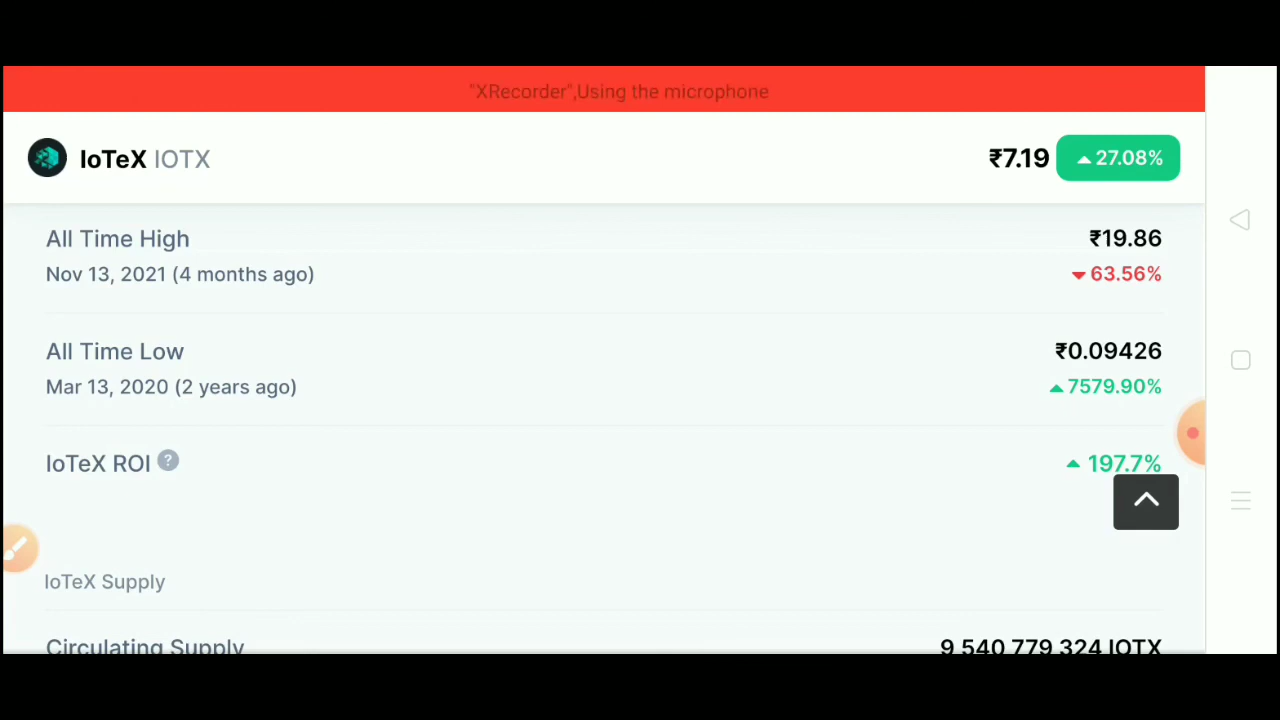 "XRecorder",Using the microphone
IoTeX IOTX ₹7.19 27.08%
All Time High ₹19.86
Nov 13, 2021 (4 months ago) 63.56%
All Time Low ₹0.09426
Mar 13, 2020 (2 years ago) 7579.90%
IoTeX ROI ? 197.7%
IoTeX Supply
Circulating Supply 9 540 779 324 IOTX